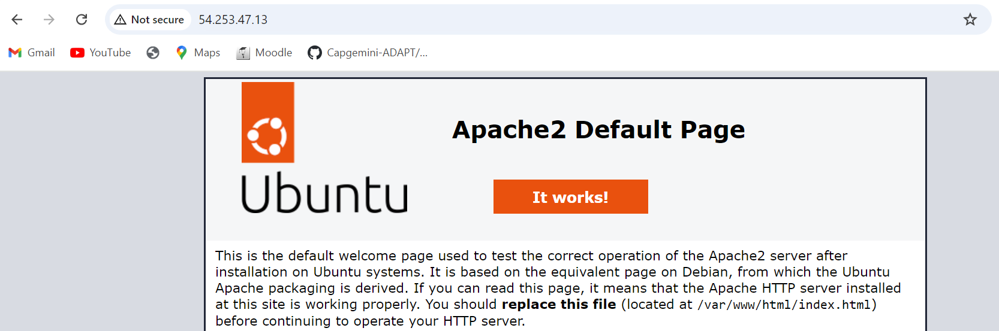 Not secure 54.253.47.13
Gmail YouTube Maps Moodle Capgemini-ADAPT/...
Apache2 Default Page
Ubuntu
It works!
This is the default welcome page used to test the correct operation of the Apache2 server after
installation on Ubuntu systems. It is based on the equivalent page on Debian, from which the Ubuntu
Apache packaging is derived. If you can read this page, it means that the Apache HTTP server installed
at this site is working properly. You should replace this file (located at /var/www/html/index.html)
before continuing to operate your HTTP server.